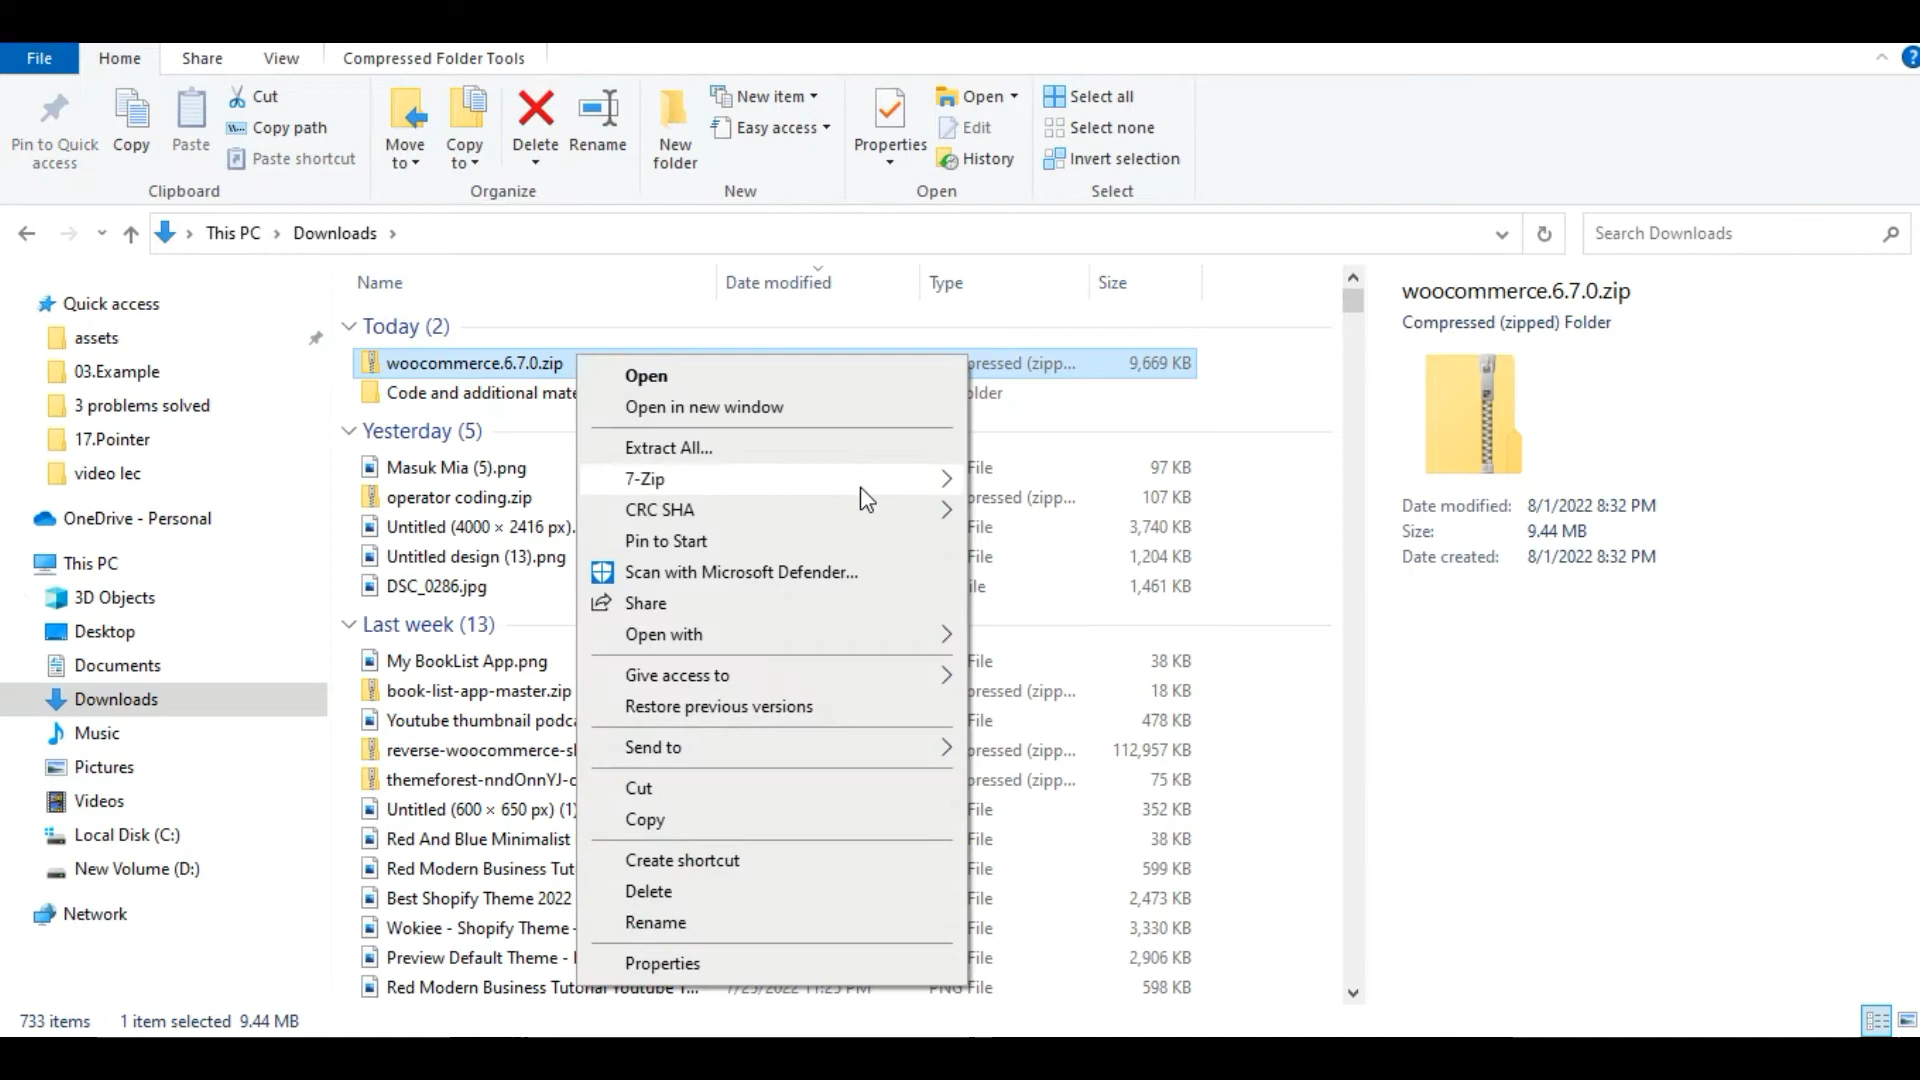 File Home Share View Compressed Folder Tools
Pin to Quick access
Copy
Paste
Cut
Copy path
Paste shortcut
Clipboard
Move to
Copy to
Delete
Rename
Organize
New folder
New item
Easy access
New
Properties
Open
Edit
History
Open
Select all
Select none
Invert selection
Select
This PC > Downloads >
Search Downloads
Quick access
assets
03.Example
3 problems solved
17.Pointer
video lec
OneDrive - Personal
This PC
3D Objects
Desktop
Documents
Downloads
Music
Pictures
Videos
Local Disk (C:)
New Volume (D:)
Network
Name Date modified Type Size
Today (2)
woocommerce.6.7.0.zip pressed (zipp... 9,669 KB
Code and additional mate older
Yesterday (5)
Masuk Mia (5).png File 97 KB
operator coding.zip pressed (zipp... 107 KB
Untitled (4000 × 2416 px). File 3,740 KB
Untitled design (13).png File 1,204 KB
DSC_0286.jpg ile 1,461 KB
Last week (13)
My BookList App.png File 38 KB
book-list-app-master.zip pressed (zipp... 18 KB
Youtube thumbnail podca File 478 KB
reverse-woocommerce-sl pressed (zipp... 112,957 KB
themeforest-nndOnnYJ-c pressed (zipp... 75 KB
Untitled (600 × 650 px) (1) File 352 KB
Red And Blue Minimalist File 38 KB
Red Modern Business Tut File 599 KB
Best Shopify Theme 2022 File 2,473 KB
Wokiee - Shopify Theme - File 3,330 KB
Preview Default Theme - File 2,906 KB
Red Modern Business Tutorial Youtube T... 7/25/2022 11:25 PM PNG File 598 KB
Open
Open in new window
Extract All...
7-Zip
CRC SHA
Pin to Start
Scan with Microsoft Defender...
Share
Open with
Give access to
Restore previous versions
Send to
Cut
Copy
Create shortcut
Delete
Rename
Properties
woocommerce.6.7.0.zip
Compressed (zipped) Folder
Date modified: 8/1/2022 8:32 PM
Size: 9.44 MB
Date created: 8/1/2022 8:32 PM
733 items 1 item selected 9.44 MB